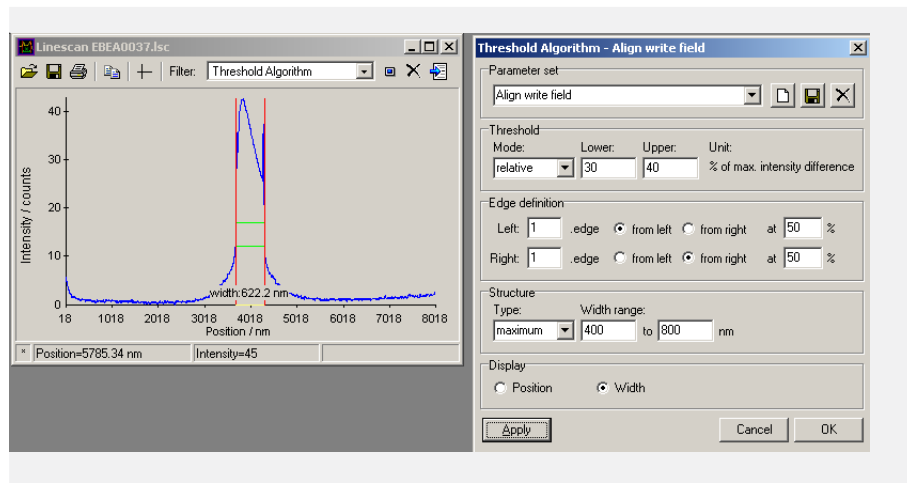 Linescan EBEA0037.lsc
Filter: Threshold Algorithm
Intensity / counts
40
30
20
10
0
width:622.2 nm
18 1018 2018 3018 4018 5018 6018 7018 8018
Position / nm
* Position=5785.34 nm Intensity=45
Threshold Algorithm - Align write field
Parameter set
Align write field
Threshold
Mode: Lower: Upper: Unit:
relative 30 40 % of max. intensity difference
Edge definition
Left: 1 .edge from left from right at 50 %
Right: 1 .edge from left from right at 50 %
Structure
Type: Width range:
maximum 400 to 800 nm
Display
Position Width
Apply Cancel OK